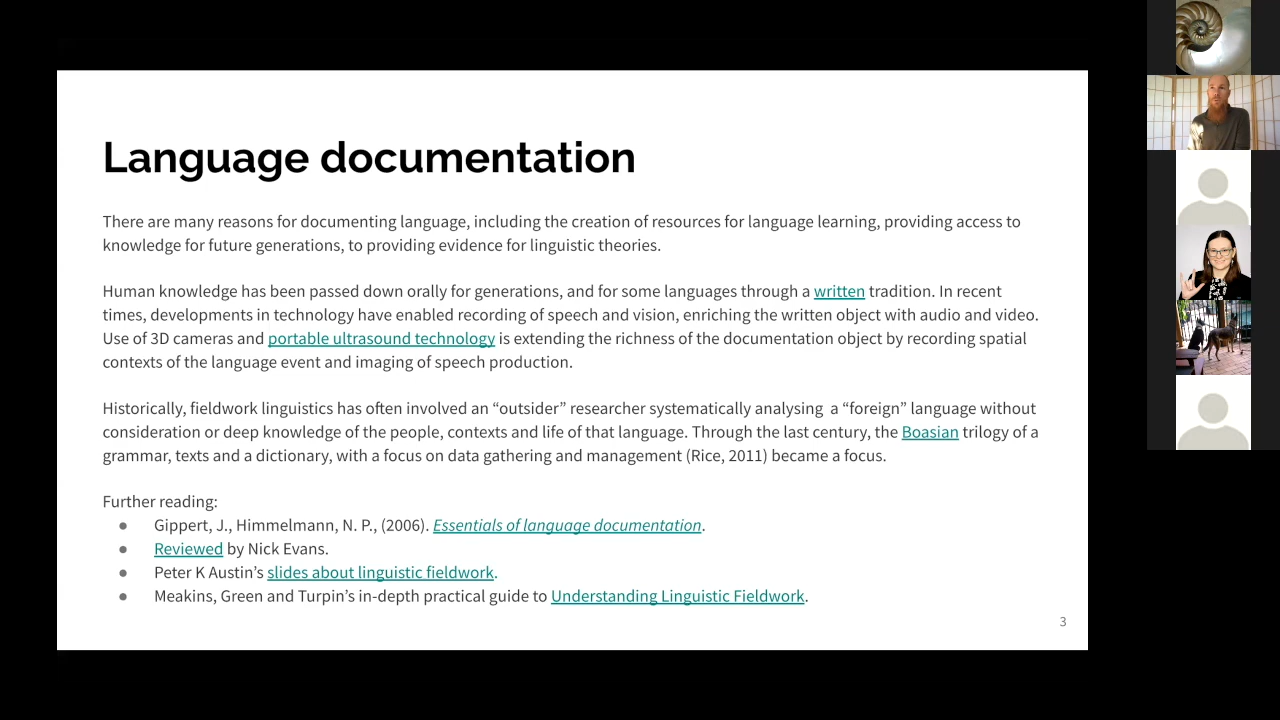 Language documentation
There are many reasons for documenting language, including the creation of resources for language learning, providing access to
knowledge for future generations, to providing evidence for linguistic theories.
Human knowledge has been passed down orally for generations, and for some languages through a written tradition. In recent
times, developments in technology have enabled recording of speech and vision, enriching the written object with audio and video.
Use of 3D cameras and portable ultrasound technology is extending the richness of the documentation object by recording spatial
contexts of the language event and imaging of speech production.
Historically, fieldwork linguistics has often involved an “outsider” researcher systematically analysing  a “foreign” language without
consideration or deep knowledge of the people, contexts and life of that language. Through the last century, the Boasian trilogy of a
grammar, texts and a dictionary, with a focus on data gathering and management (Rice, 2011) became a focus.
Further reading:
● Gippert, J., Himmelmann, N. P., (2006). Essentials of language documentation.
● Reviewed by Nick Evans.
● Peter K Austin’s slides about linguistic fieldwork.
● Meakins, Green and Turpin’s in-depth practical guide to Understanding Linguistic Fieldwork.
3